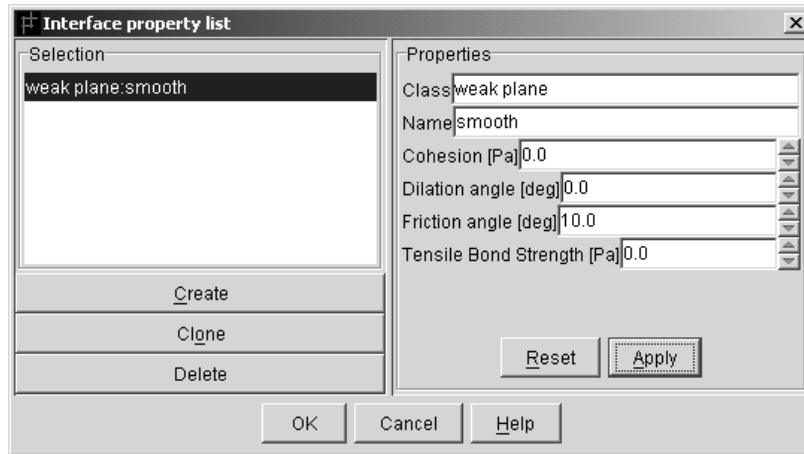 Interface property list
Selection
weak plane:smooth
Create
Clone
Delete
Properties
Class weak plane
Name smooth
Cohesion [Pa] 0.0
Dilation angle [deg] 0.0
Friction angle [deg] 10.0
Tensile Bond Strength [Pa] 0.0
Reset Apply
OK Cancel Help